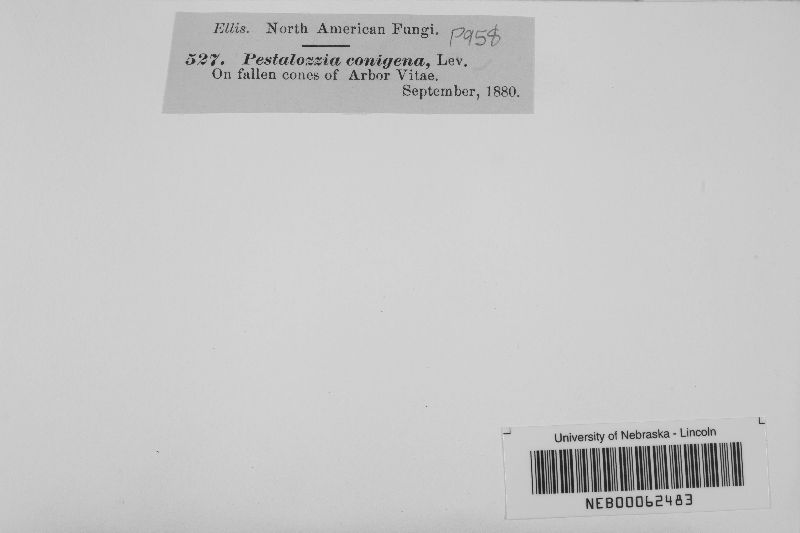 Ellis. North American Fungi. P958
527. Pestalozzia conigena, Lev.
On fallen cones of Arbor Vitae.
September, 1880.
University of Nebraska - Lincoln
NEB00062483